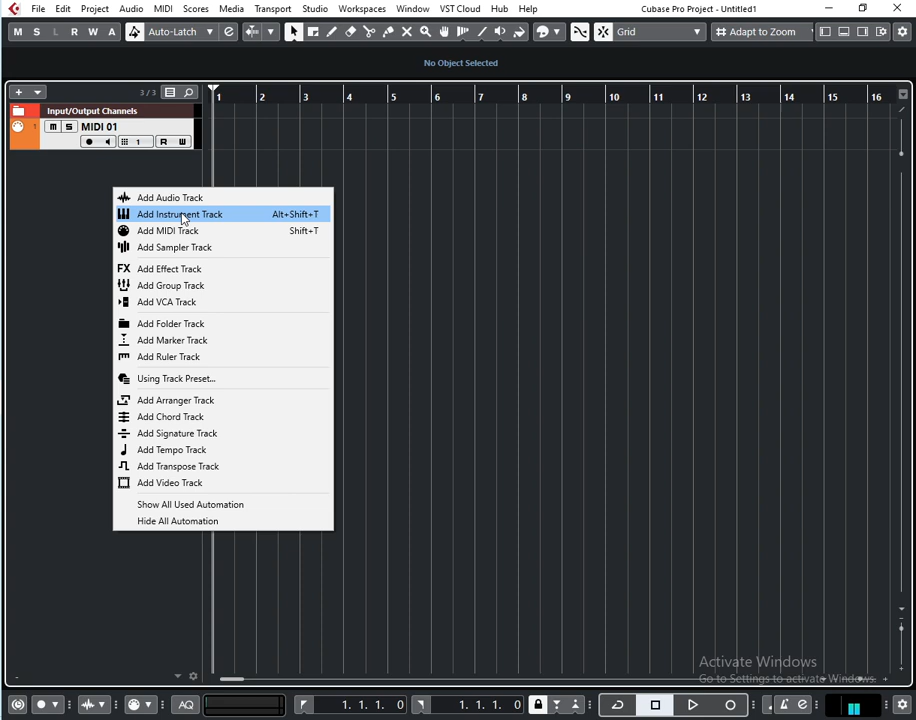 File Edit Project Audio MIDI Scores Media Transport Studio Workspaces Window VST Cloud Hub Help Cubase Pro Project - Untitled1
M S L R W A Auto-Latch Grid Adapt to Zoom
No Object Selected
3 / 3 1 2 3 4 5 6 7 8 9 10 11 12 13 14 15 16
Input/Output Channels
1 m S MIDI 01
1 R W
Add Audio Track
Add Instrument Track Alt+Shift+T
Add MIDI Track Shift+T
Add Sampler Track
FX Add Effect Track
Add Group Track
Add VCA Track
Add Folder Track
Add Marker Track
Add Ruler Track
Using Track Preset...
Add Arranger Track
Add Chord Track
Add Signature Track
Add Tempo Track
Add Transpose Track
Add Video Track
Show All Used Automation
Hide All Automation
Activate Windows
Go to Settings to activate Windows.
AQ 1. 1. 1. 0 1. 1. 1. 0